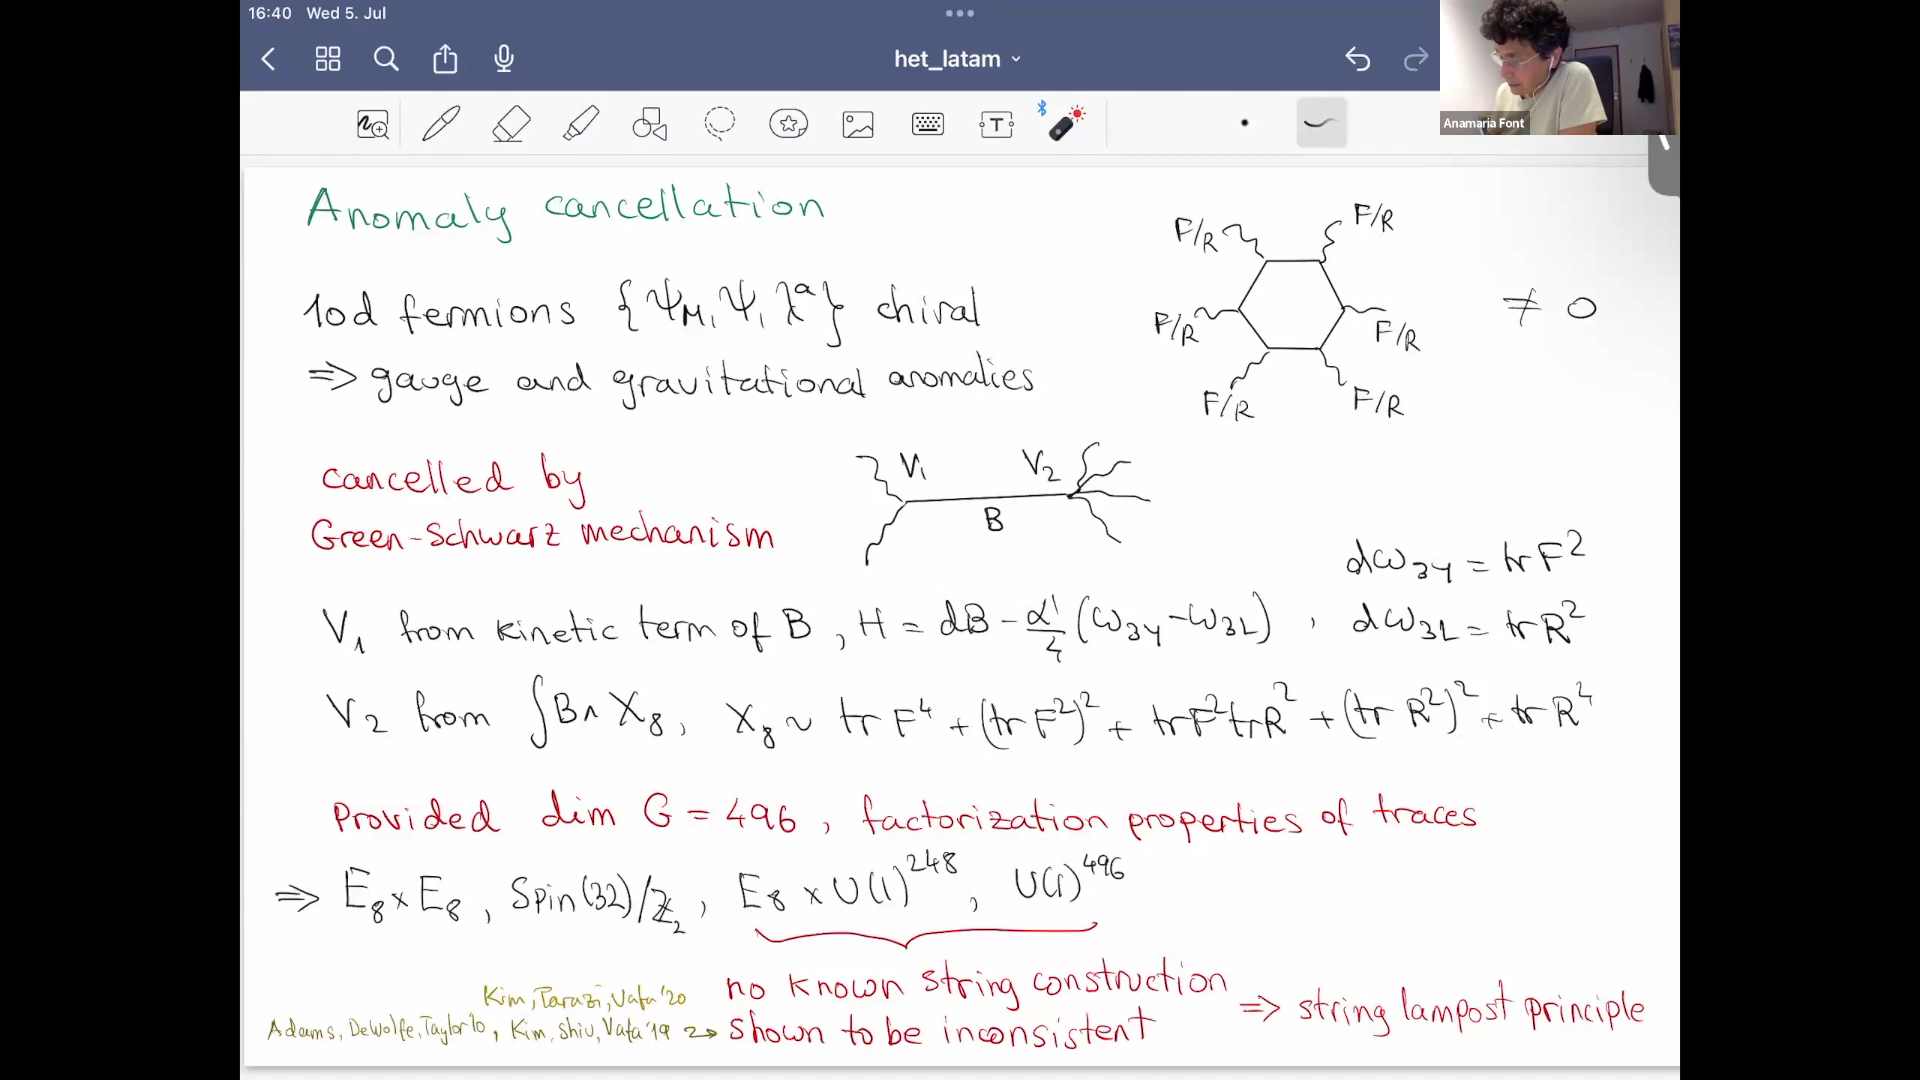 16:40 Wed 5. Jul
het_latam
T
Anamaria Font
Anomaly cancellation
F/R F/R
10d fermions {Ψ_M, Ψ, λ^a} chiral
F/R F/R ≠ 0
⇒ gauge and gravitational anomalies
F/R F/R
cancelled by
Green-Schwarz mechanism
V₁ V₂
B
dω_3Y = tr F²
V₁ from kinetic term of B, H = dB - α'/4 (ω_3Y - ω_3L), dω_3L = tr R²
V₂ from ∫B∧X₈, X₈ ~ tr F⁴ + (tr F²)² + tr F² tr R² + (tr R²)² + tr R⁴
Provided dim G = 496, factorization properties of traces
⇒ E₈ × E₈, Spin(32)/Z₂, E₈ × U(1)^248, U(1)^496
Kim, Tarazi, Vafa '20 no known string construction
⇒ string lampost principle
Adams, DeWolfe, Taylor '10, Kim, Shiu, Vafa '19 → shown to be inconsistent